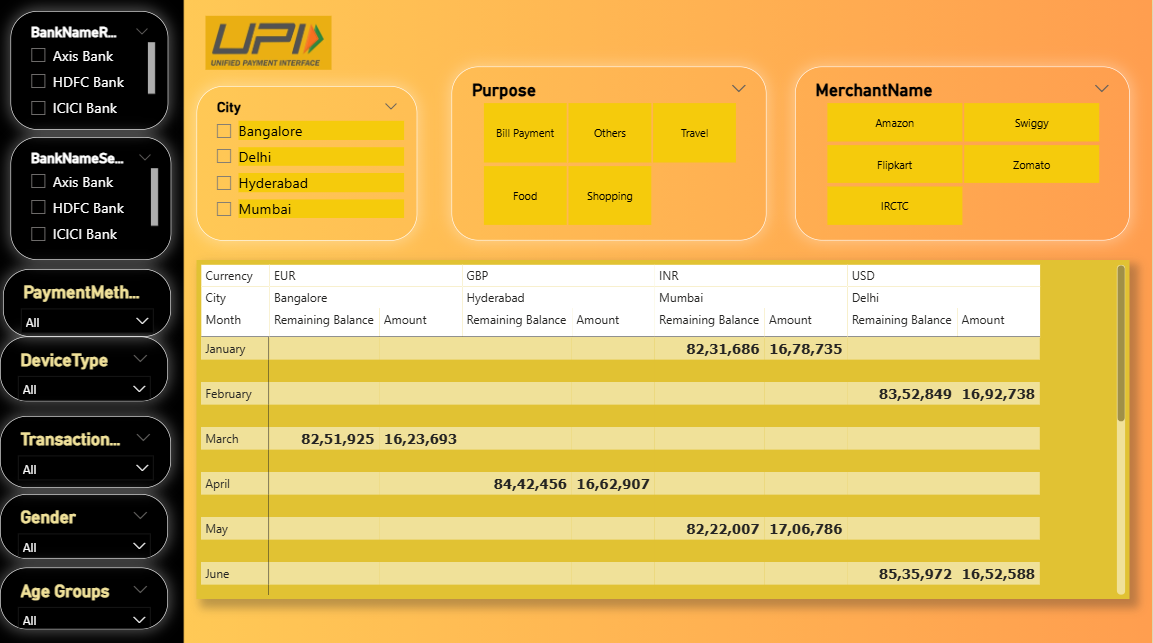 BankNameR...
Axis Bank
HDFC Bank
ICICI Bank
BankNameSe...
Axis Bank
HDFC Bank
ICICI Bank
PaymentMeth...
All
DeviceType
All
Transaction...
All
Gender
All
Age Groups
All
UPI
UNIFIED PAYMENT INTERFACE
City
Bangalore
Delhi
Hyderabad
Mumbai
Purpose
Bill Payment Others Travel
Food Shopping
MerchantName
Amazon Swiggy
Flipkart Zomato
IRCTC
Currency EUR GBP INR USD
City Bangalore Hyderabad Mumbai Delhi
Month Remaining Balance Amount Remaining Balance Amount Remaining Balance Amount Remaining Balance Amount
January 82,31,686 16,78,735
February 83,52,849 16,92,738
March 82,51,925 16,23,693
April 84,42,456 16,62,907
May 82,22,007 17,06,786
June 85,35,972 16,52,588